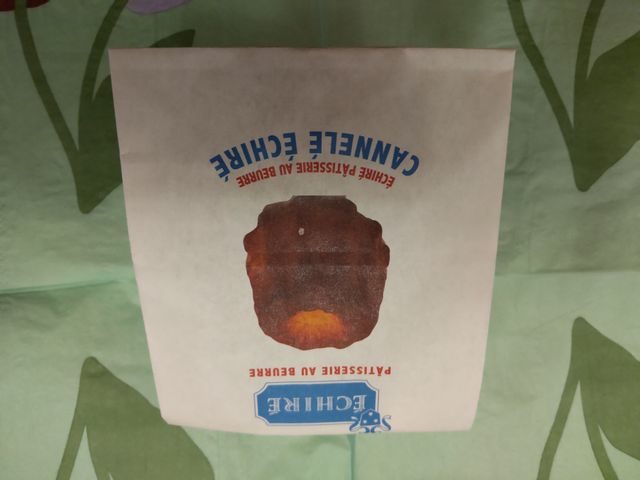 ÉCHIRÉ
PÂTISSERIE AU BEURRE
ÉCHIRÉ PÂTISSERIE AU BEURRE
CANNELÉ ÉCHIRÉ